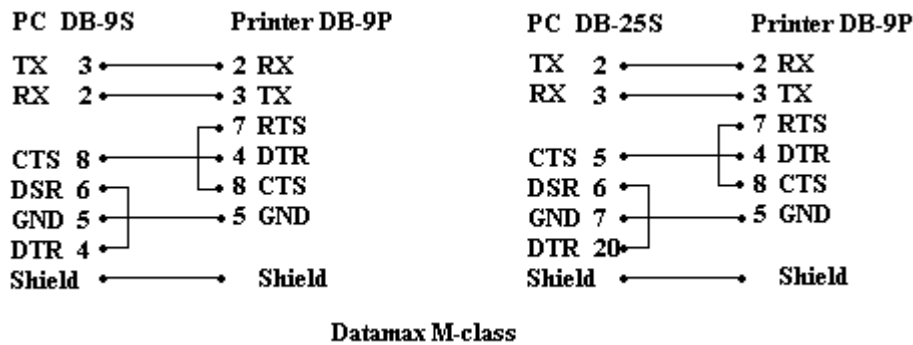 PC DB-9S Printer DB-9P PC DB-25S Printer DB-9P
TX 3 2 RX TX 2 2 RX
RX 2 3 TX RX 3 3 TX
7 RTS 7 RTS
CTS 8 4 DTR CTS 5 4 DTR
DSR 6 8 CTS DSR 6 8 CTS
GND 5 5 GND GND 7 5 GND
DTR 4 DTR 20
Shield Shield Shield Shield
Datamax M-class